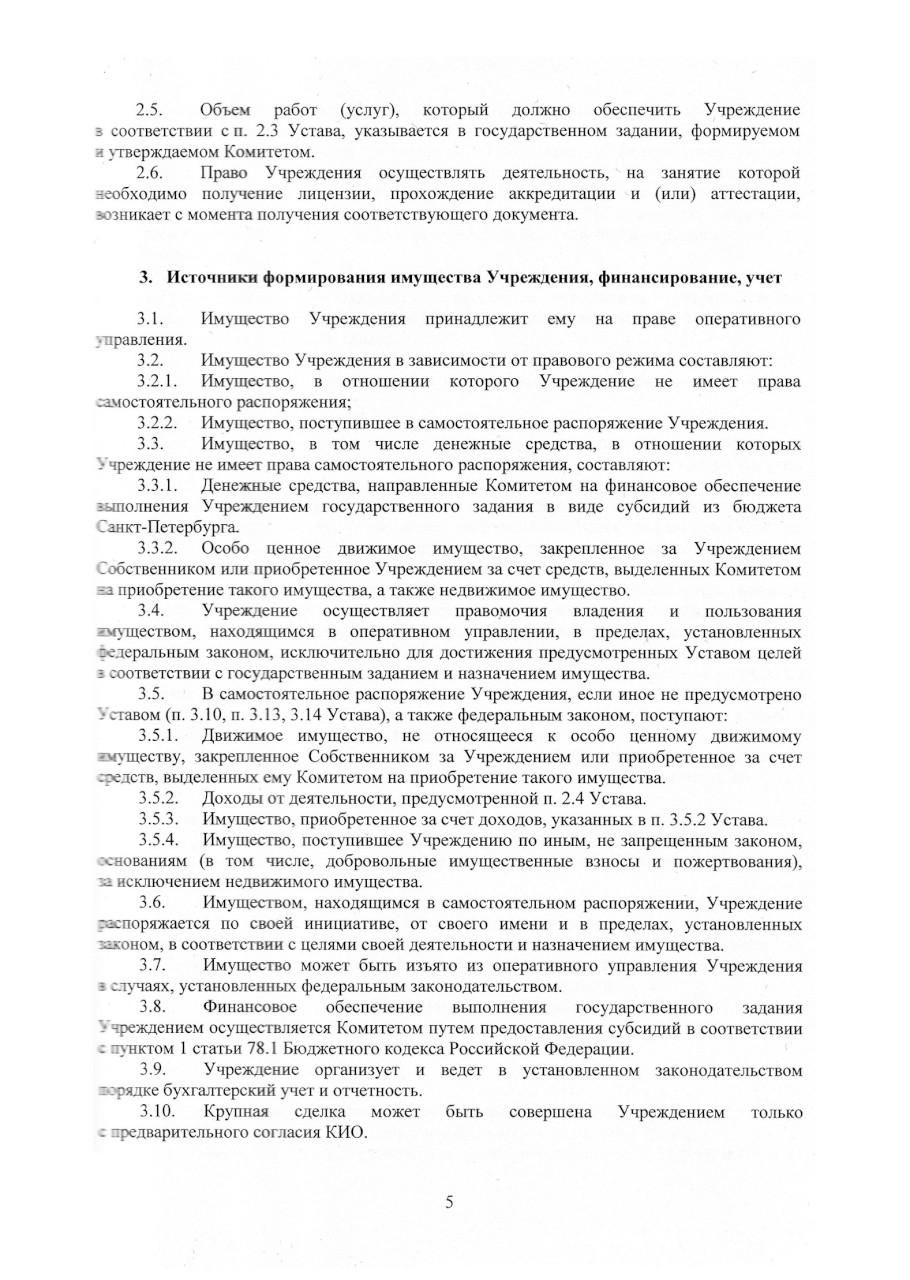 2.5. Объем работ (услуг), который должно обеспечить Учреждение
в соответствии с п. 2.3 Устава, указывается в государственном задании, формируемом
и утверждаемом Комитетом.
2.6. Право Учреждения осуществлять деятельность, на занятие которой
необходимо получение лицензии, прохождение аккредитации и (или) аттестации,
возникает с момента получения соответствующего документа.
3. Источники формирования имущества Учреждения, финансирование, учет
3.1. Имущество Учреждения принадлежит ему на праве оперативного
управления.
3.2. Имущество Учреждения в зависимости от правового режима составляют:
3.2.1. Имущество, в отношении которого Учреждение не имеет права
самостоятельного распоряжения;
3.2.2. Имущество, поступившее в самостоятельное распоряжение Учреждения.
3.3. Имущество, в том числе денежные средства, в отношении которых
Учреждение не имеет права самостоятельного распоряжения, составляют:
3.3.1. Денежные средства, направленные Комитетом на финансовое обеспечение
выполнения Учреждением государственного задания в виде субсидий из бюджета
Санкт-Петербурга.
3.3.2. Особо ценное движимое имущество, закрепленное за Учреждением
Собственником или приобретенное Учреждением за счет средств, выделенных Комитетом
на приобретение такого имущества, а также недвижимое имущество.
3.4. Учреждение осуществляет правомочия владения и пользования
имуществом, находящимся в оперативном управлении, в пределах, установленных
федеральным законом, исключительно для достижения предусмотренных Уставом целей
в соответствии с государственным заданием и назначением имущества.
3.5. В самостоятельное распоряжение Учреждения, если иное не предусмотрено
Уставом (п. 3.10, п. 3.13, 3.14 Устава), а также федеральным законом, поступают:
3.5.1. Движимое имущество, не относящееся к особо ценному движимому
имуществу, закрепленное Собственником за Учреждением или приобретенное за счет
средств, выделенных ему Комитетом на приобретение такого имущества.
3.5.2. Доходы от деятельности, предусмотренной п. 2.4 Устава.
3.5.3. Имущество, приобретенное за счет доходов, указанных в п. 3.5.2 Устава.
3.5.4. Имущество, поступившее Учреждению по иным, не запрещенным законом,
основаниям (в том числе, добровольные имущественные взносы и пожертвования),
за исключением недвижимого имущества.
3.6. Имуществом, находящимся в самостоятельном распоряжении, Учреждение
распоряжается по своей инициативе, от своего имени и в пределах, установленных
законом, в соответствии с целями своей деятельности и назначением имущества.
3.7. Имущество может быть изъято из оперативного управления Учреждения
в случаях, установленных федеральным законодательством.
3.8. Финансовое обеспечение выполнения государственного задания
Учреждением осуществляется Комитетом путем предоставления субсидий в соответствии
с пунктом 1 статьи 78.1 Бюджетного кодекса Российской Федерации.
3.9. Учреждение организует и ведет в установленном законодательством
порядке бухгалтерский учет и отчетность.
3.10. Крупная сделка может быть совершена Учреждением только
с предварительного согласия КИО.
5